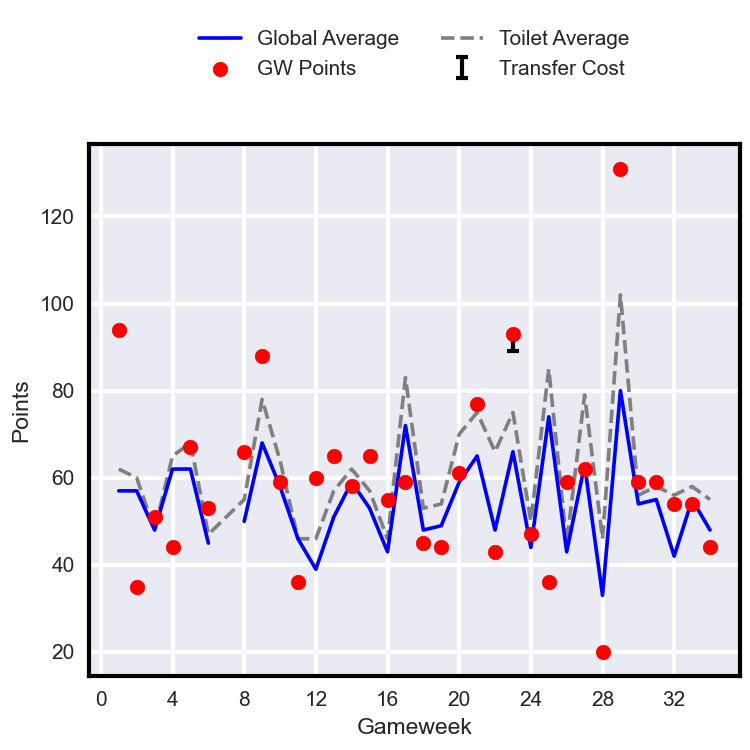 Global Average
Toilet Average
GW Points
Transfer Cost
Points
120
100
80
60
40
20
0 4 8 12 16 20 24 28 32
Gameweek